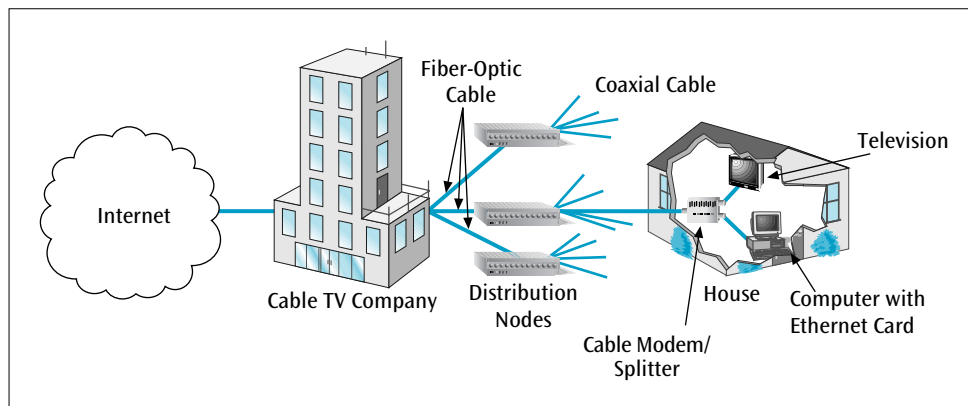 Internet
Cable TV Company
Fiber-Optic
Cable
Distribution
Nodes
Coaxial Cable
Television
House
Cable Modem/
Splitter
Computer with
Ethernet Card